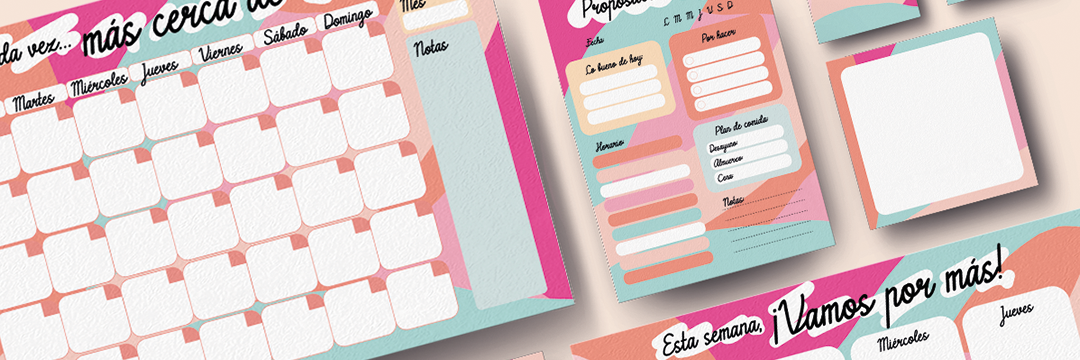 da vez... más cerca de
Martes Miércoles Jueves Viernes Sábado Domingo
Mes
Notas
L M M J V S D
Fecha
Lo bueno de hoy:
Por hacer
Horario
Plan de comida
Desayuno
Almuerzo
Cena
Notas
Esta semana, ¡Vamos por más!
Miércoles
Jueves